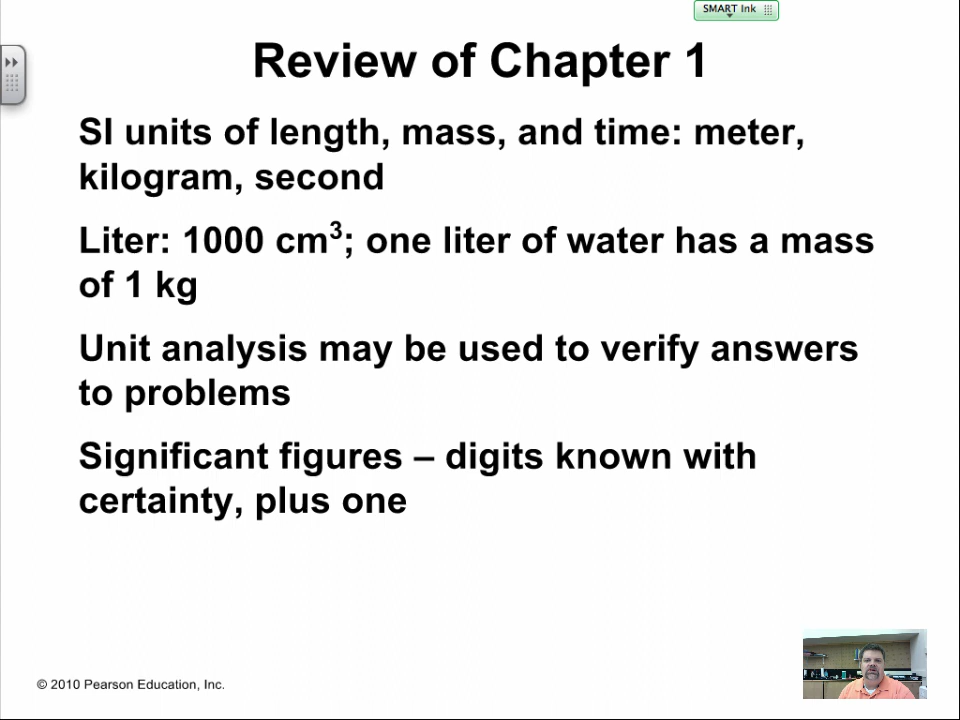 SMART Ink
Review of Chapter 1
SI units of length, mass, and time: meter,
kilogram, second
Liter: 1000 cm³; one liter of water has a mass
of 1 kg
Unit analysis may be used to verify answers
to problems
Significant figures – digits known with
certainty, plus one
© 2010 Pearson Education, Inc.